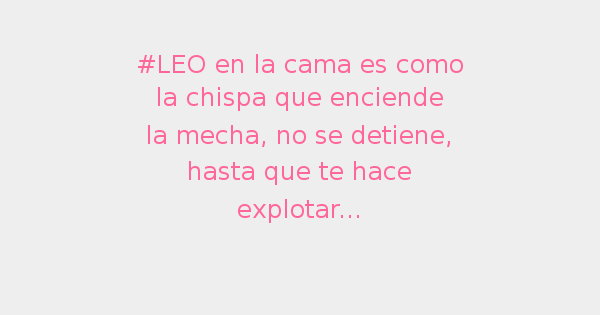 #LEO en la cama es como
la chispa que enciende
la mecha, no se detiene,
hasta que te hace
explotar...